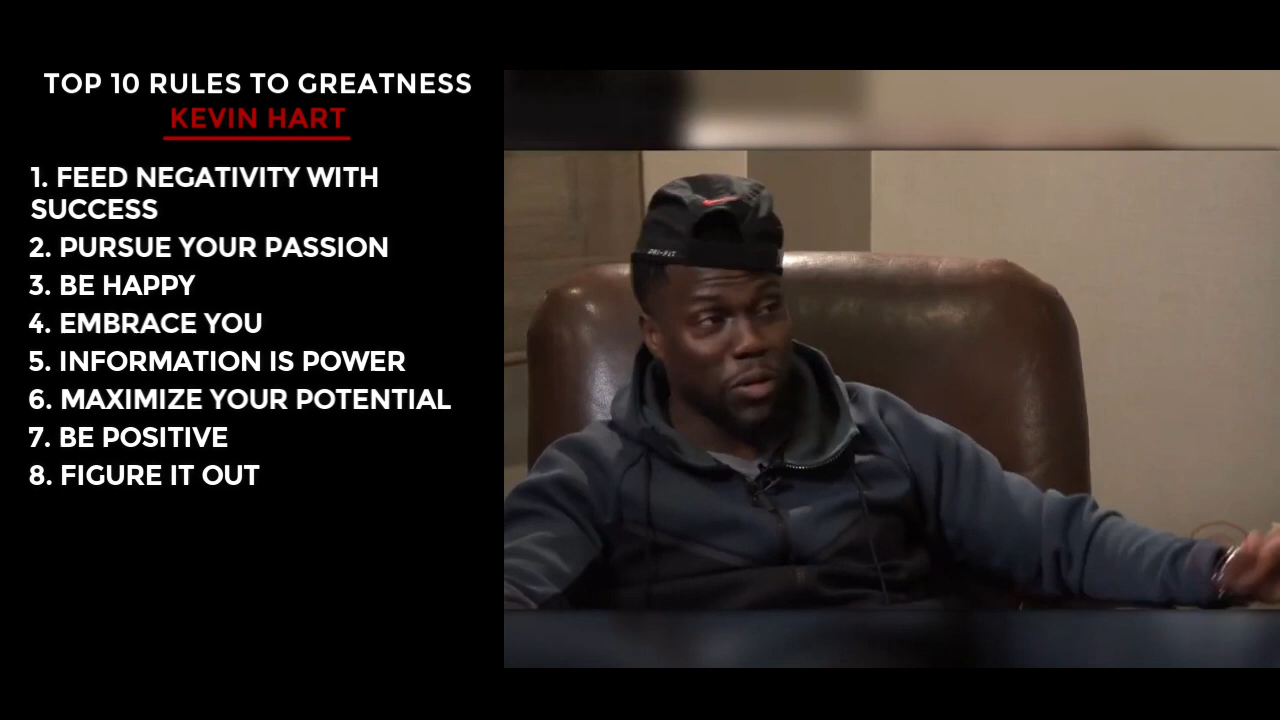 TOP 10 RULES TO GREATNESS
KEVIN HART
1. FEED NEGATIVITY WITH
SUCCESS
2. PURSUE YOUR PASSION
3. BE HAPPY
4. EMBRACE YOU
5. INFORMATION IS POWER
6. MAXIMIZE YOUR POTENTIAL
7. BE POSITIVE
8. FIGURE IT OUT
DRI-FIT